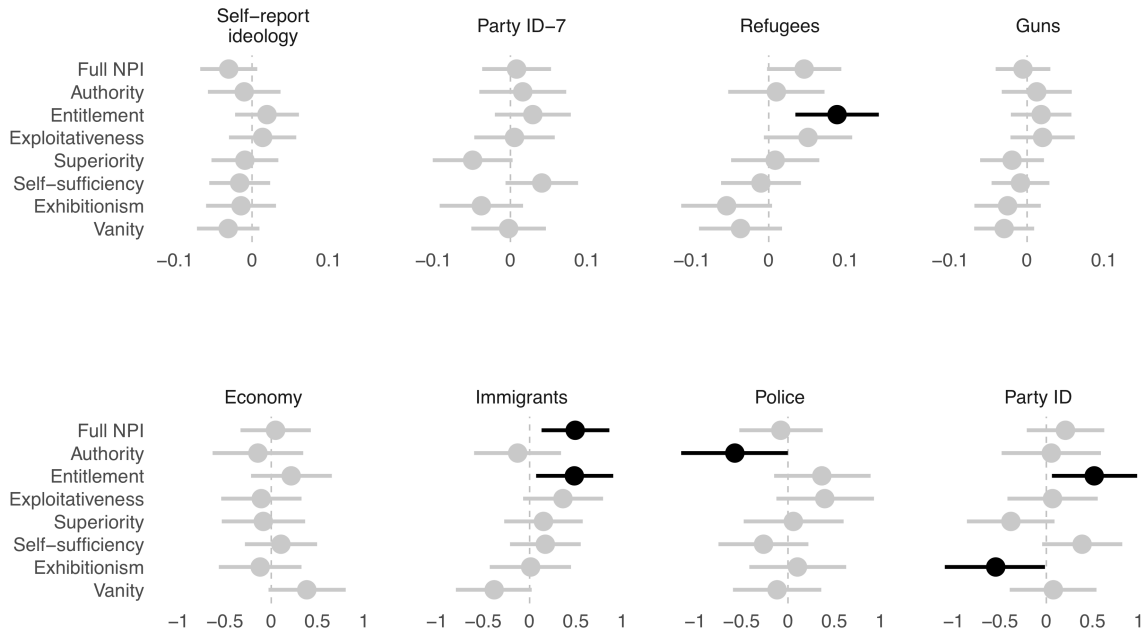 Self−report
ideology
Party ID−7
Refugees
Guns
Full NPI
Authority
Entitlement
Exploitativeness
Superiority
Self−sufficiency
Exhibitionism
Vanity
−0.1 0 0.1 −0.1 0 0.1 −0.1 0 0.1 −0.1 0 0.1
Economy Immigrants Police Party ID
Full NPI
Authority
Entitlement
Exploitativeness
Superiority
Self−sufficiency
Exhibitionism
Vanity
−1 −0.5 0 0.5 1 −1 −0.5 0 0.5 1 −1 −0.5 0 0.5 1 −1 −0.5 0 0.5 1